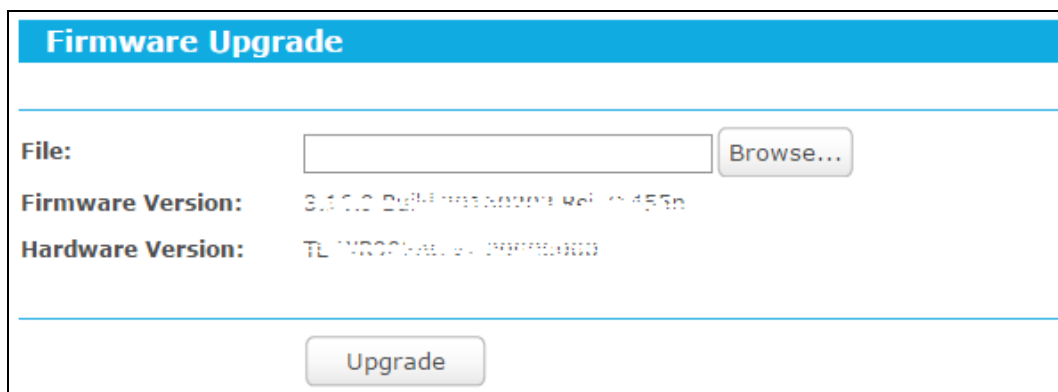 Firmware Upgrade
File: Browse...
Firmware Version:
Hardware Version:
Upgrade